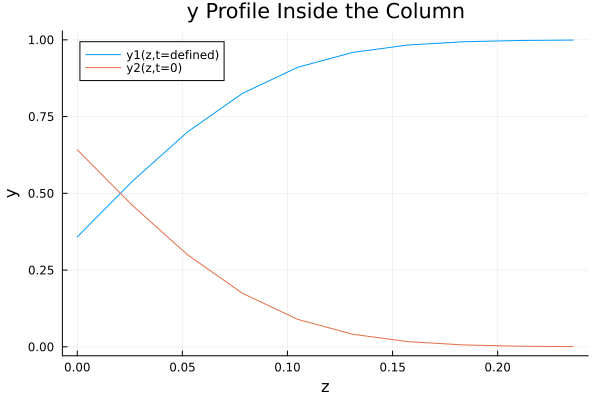 y Profile Inside the Column
y1(z,t=defined)
y2(z,t=0)
1.00
0.75
0.50
0.25
0.00
y
0.00 0.05 0.10 0.15 0.20
z